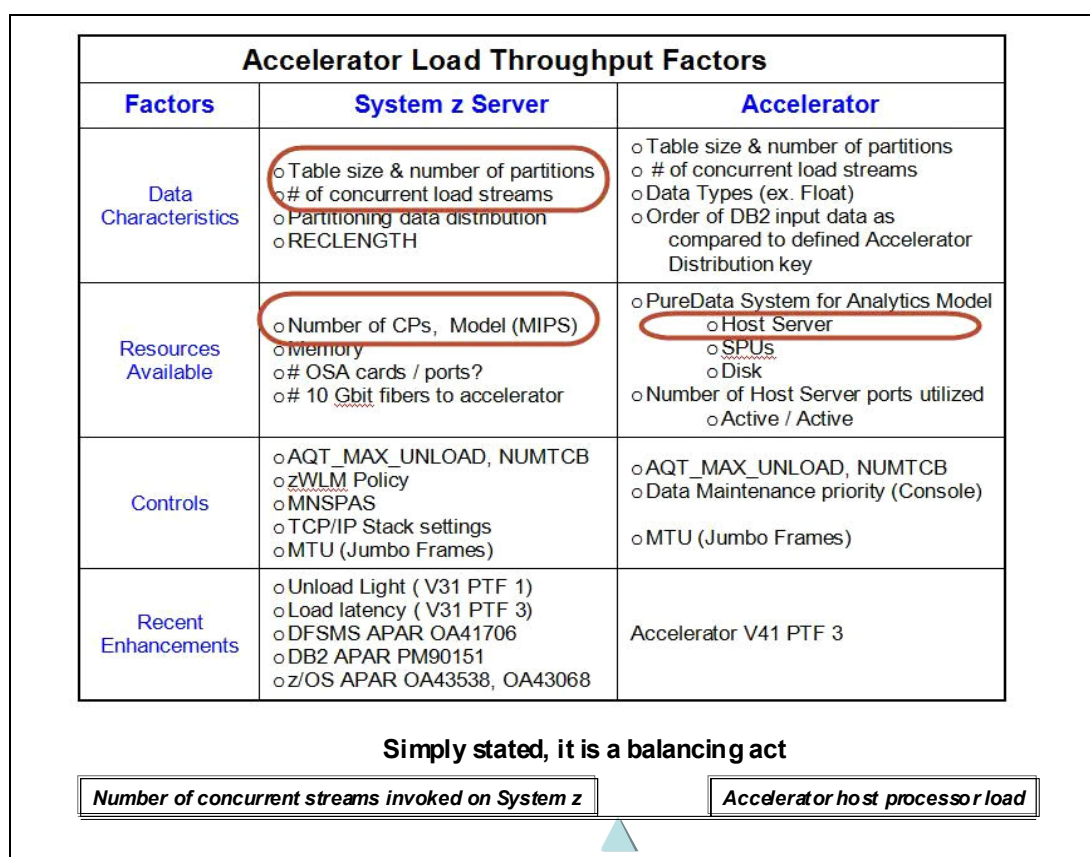 Accelerator Load Throughput Factors
Factors
System z Server
Accelerator
Data
Characteristics
o Table size & number of partitions
o # of concurrent load streams
o Partitioning data distribution
o RECLENGTH
o Table size & number of partitions
o # of concurrent load streams
o Data Types (ex. Float)
o Order of DB2 input data as
compared to defined Accelerator
Distribution key
Resources
Available
o Number of CPs, Model (MIPS)
o Memory
o # OSA cards / ports?
o # 10 Gbit fibers to accelerator
o PureData System for Analytics Model
o Host Server
o SPUs
o Disk
o Number of Host Server ports utilized
o Active / Active
Controls
o AQT_MAX_UNLOAD, NUMTCB
o zWLM Policy
o MNSPAS
o TCP/IP Stack settings
o MTU (Jumbo Frames)
o AQT_MAX_UNLOAD, NUMTCB
o Data Maintenance priority (Console)
o MTU (Jumbo Frames)
Recent
Enhancements
o Unload Light ( V31 PTF 1)
o Load latency ( V31 PTF 3)
o DFSMS APAR OA41706
o DB2 APAR PM90151
o z/OS APAR OA43538, OA43068
Accelerator V41 PTF 3
Simply stated, it is a balancing act
Number of concurrent streams invoked on System z
Accelerator host processor load